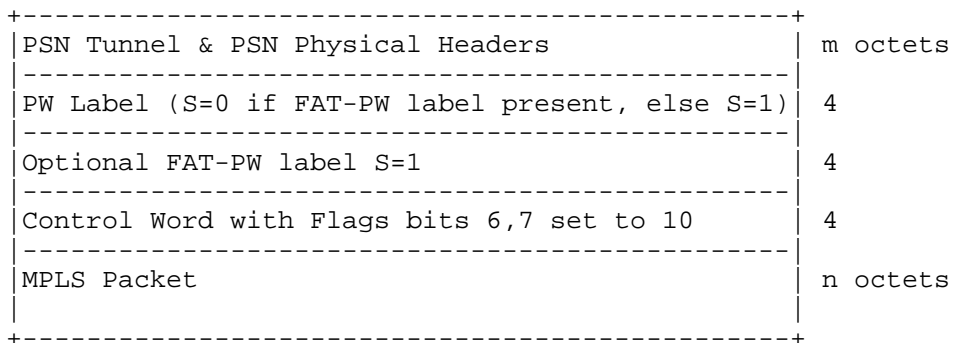 +------------------------------------------------+
|PSN Tunnel & PSN Physical Headers               | m octets
|------------------------------------------------|
|PW Label (S=0 if FAT-PW label present, else S=1)| 4
|------------------------------------------------|
|Optional FAT-PW label S=1                       | 4
|------------------------------------------------|
|Control Word with Flags bits 6,7 set to 10      | 4
|------------------------------------------------|
|MPLS Packet                                     | n octets
|                                                |
+------------------------------------------------+